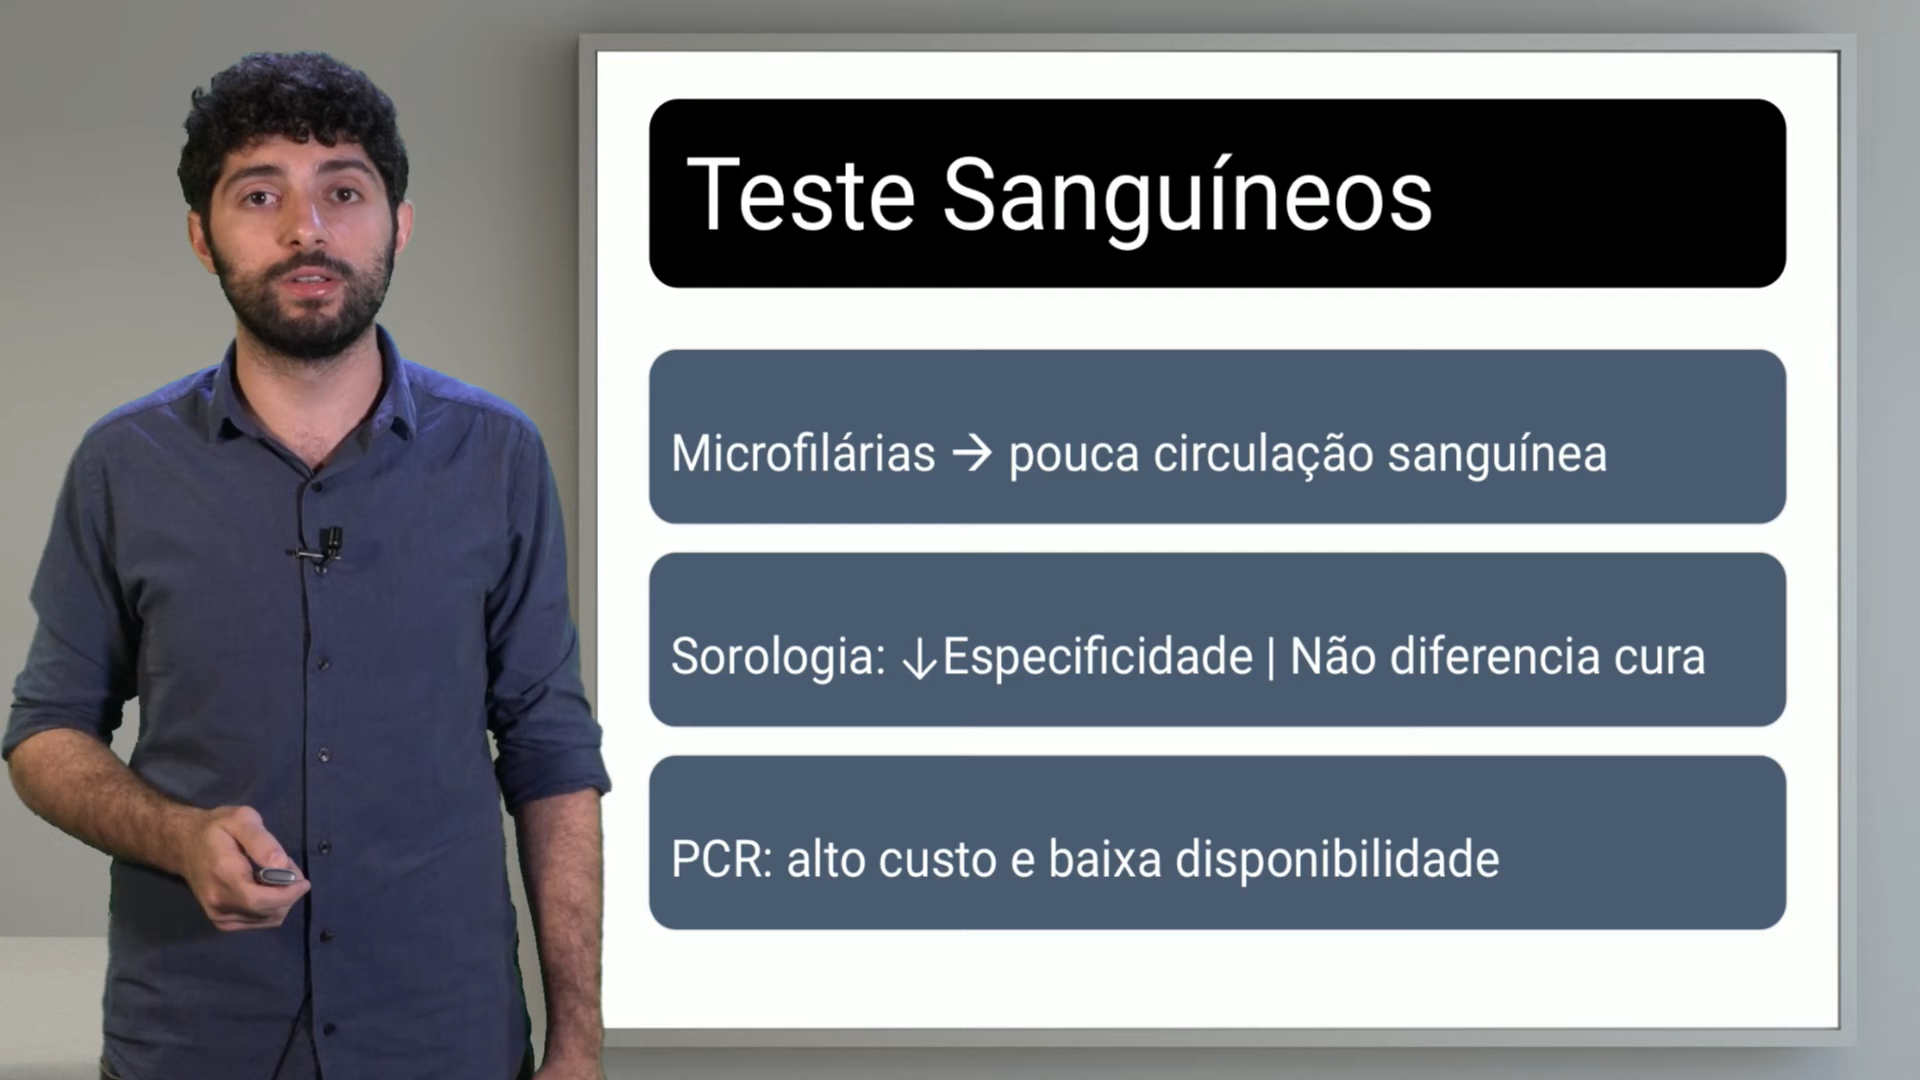 Teste Sanguíneos
Microfilárias → pouca circulação sanguínea
Sorologia: ↓Especificidade | Não diferencia cura
PCR: alto custo e baixa disponibilidade